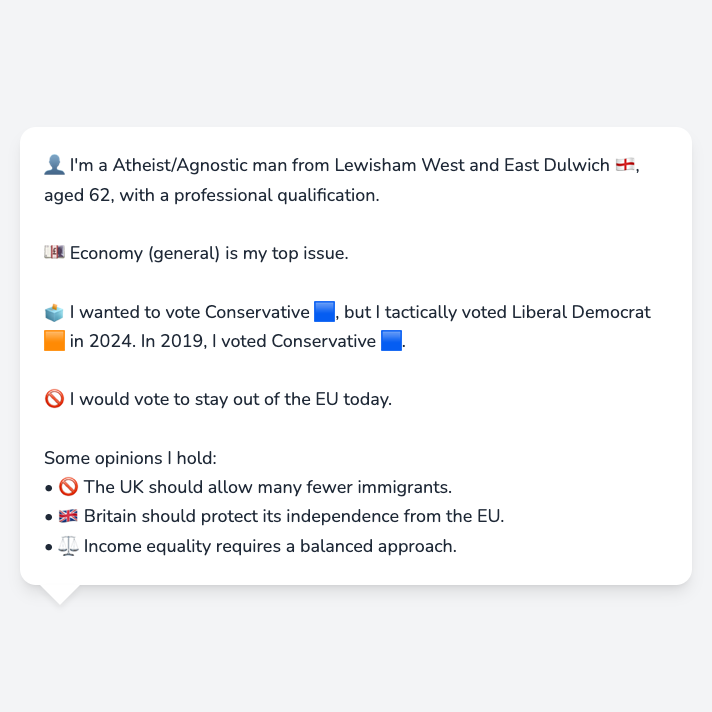 👤 I'm a Atheist/Agnostic man from Lewisham West and East Dulwich 🏴󠁧󠁢󠁥󠁮󠁧󠁿,
aged 62, with a professional qualification.
💷 Economy (general) is my top issue.
🗳️ I wanted to vote Conservative 🟦, but I tactically voted Liberal Democrat
🟧 in 2024. In 2019, I voted Conservative 🟦.
🚫 I would vote to stay out of the EU today.
Some opinions I hold:
• 🚫 The UK should allow many fewer immigrants.
• 🇬🇧 Britain should protect its independence from the EU.
• ⚖️ Income equality requires a balanced approach.